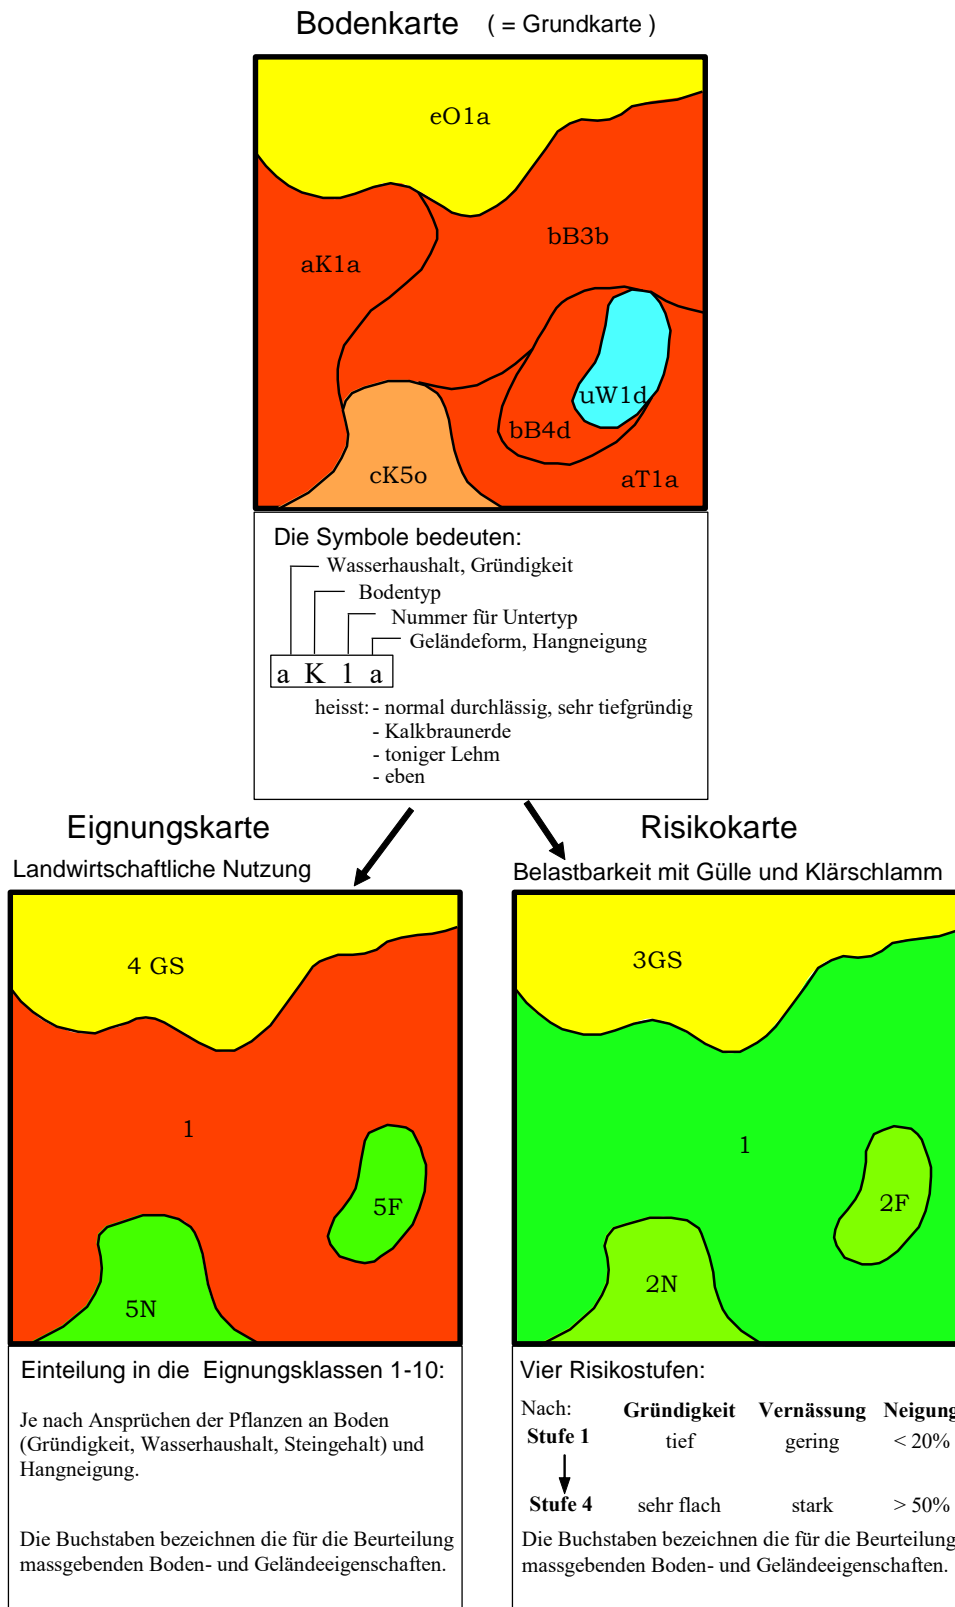 Bodenkarte ( = Grundkarte )
eO1a
bB3b
aK1a
uW1d
bB4d
cK5o
aT1a
Die Symbole bedeuten:
Wasserhaushalt, Gründigkeit
Bodentyp
Nummer für Untertyp
Geländeform, Hangneigung
a K 1 a
heisst: - normal durchlässig, sehr tiefgründig
- Kalkbraunerde
- toniger Lehm
- eben
Eignungskarte
Landwirtschaftliche Nutzung
4 GS
1
5F
5N
Einteilung in die Eignungsklassen 1-10:
Je nach Ansprüchen der Pflanzen an Boden
(Gründigkeit, Wasserhaushalt, Steingehalt) und
Hangneigung.
Die Buchstaben bezeichnen die für die Beurteilung
massgebenden Boden- und Geländeeigenschaften.
Risikokarte
Belastbarkeit mit Gülle und Klärschlamm
3GS
1
2F
2N
Vier Risikostufen:
Nach: Gründigkeit Vernässung Neigung
Stufe 1 tief gering < 20%
Stufe 4 sehr flach stark > 50%
Die Buchstaben bezeichnen die für die Beurteilung
massgebenden Boden- und Geländeeigenschaften.